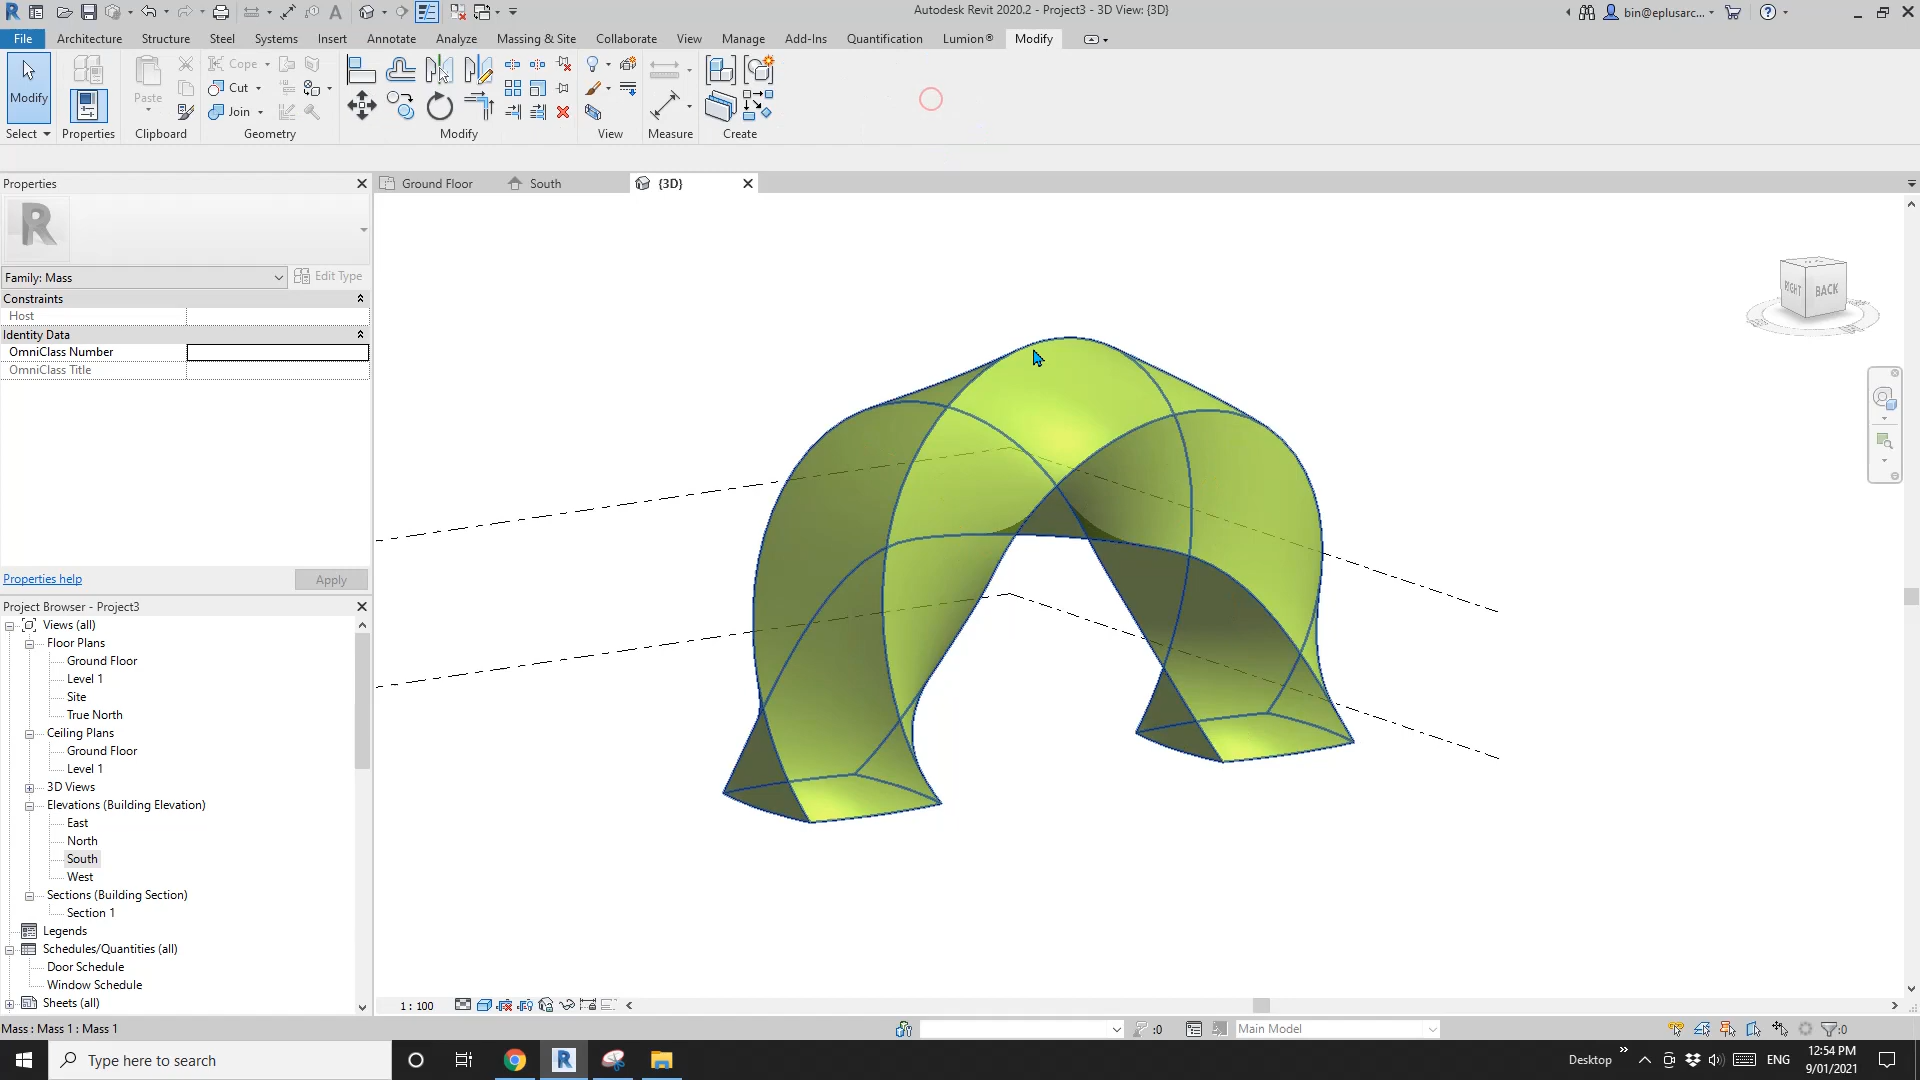 Autodesk Revit 2020.2 - Project3 - 3D View: {3D}
bin@eplusarc...
File Architecture Structure Steel Systems Insert Annotate Analyze Massing & Site Collaborate View Manage Add-Ins Quantification Lumion® Modify
Modify
Paste
Cope
Cut
Join
Select Properties Clipboard Geometry Modify View Measure Create
Properties
Ground Floor South {3D}
Family: Mass Edit Type
Constraints
Host
Identity Data
OmniClass Number
OmniClass Title
Properties help Apply
RIGHT BACK
Project Browser - Project3
Views (all)
Floor Plans
Ground Floor
Level 1
Site
True North
Ceiling Plans
Ground Floor
Level 1
3D Views
Elevations (Building Elevation)
East
North
South
West
Sections (Building Section)
Section 1
Legends
Schedules/Quantities (all)
Door Schedule
Window Schedule
Sheets (all)
1 : 100
Mass : Mass 1 : Mass 1
:0 Main Model :0
Type here to search
Desktop ENG 12:54 PM
9/01/2021